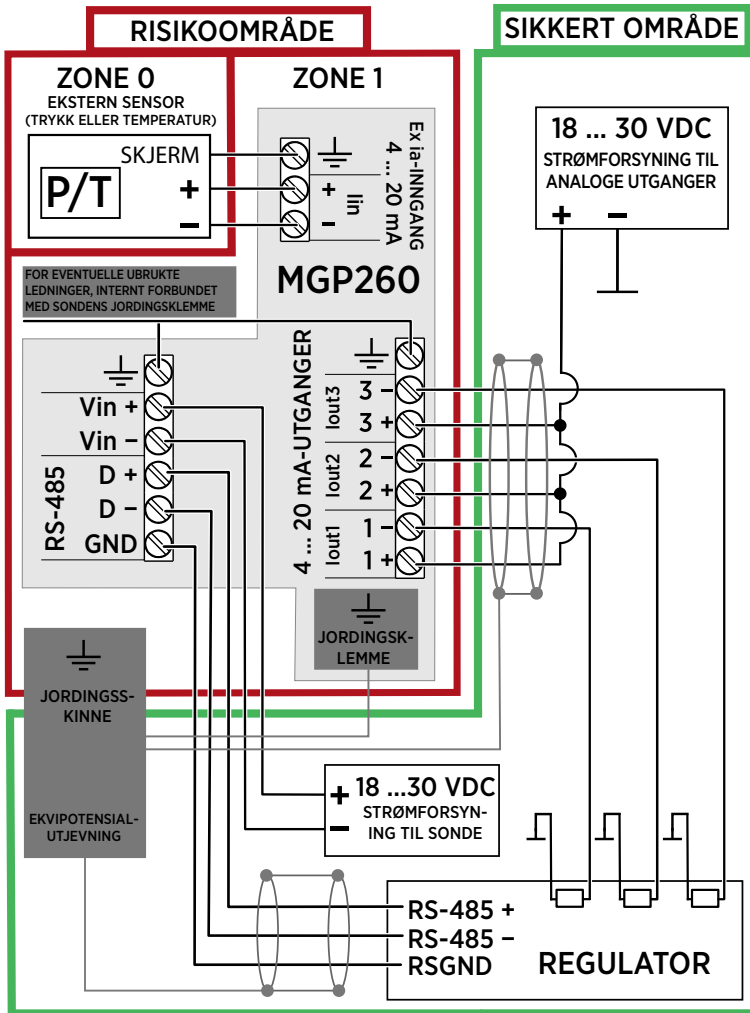 RISIKOOMRÅDE
SIKKERT OMRÅDE
ZONE 0
EKSTERN SENSOR
(TRYKK ELLER TEMPERATUR)
SKJERM
P/T
+
–
ZONE 1
+
–
Iin
Ex ia-INNGANG
4 ... 20 mA
MGP260
18 ... 30 VDC
STRØMFORSYNING TIL
ANALOGE UTGANGER
+ –
FOR EVENTUELLE UBRUKTE
LEDNINGER, INTERNT FORBUNDET
MED SONDENS JORDINGSKLEMME
Vin +
Vin –
RS-485
D +
D –
GND
4 ... 20 mA-UTGANGER
Iout3
3 –
3 +
Iout2
2 –
2 +
Iout1
1 –
1 +
JORDINGSK-
LEMME
JORDINGSS-
KINNE
EKVIPOTENSIAL-
UTJEVNING
+ 18 ...30 VDC
– STRØMFORSYN-
ING TIL SONDE
RS-485 +
RS-485 –
RSGND
REGULATOR